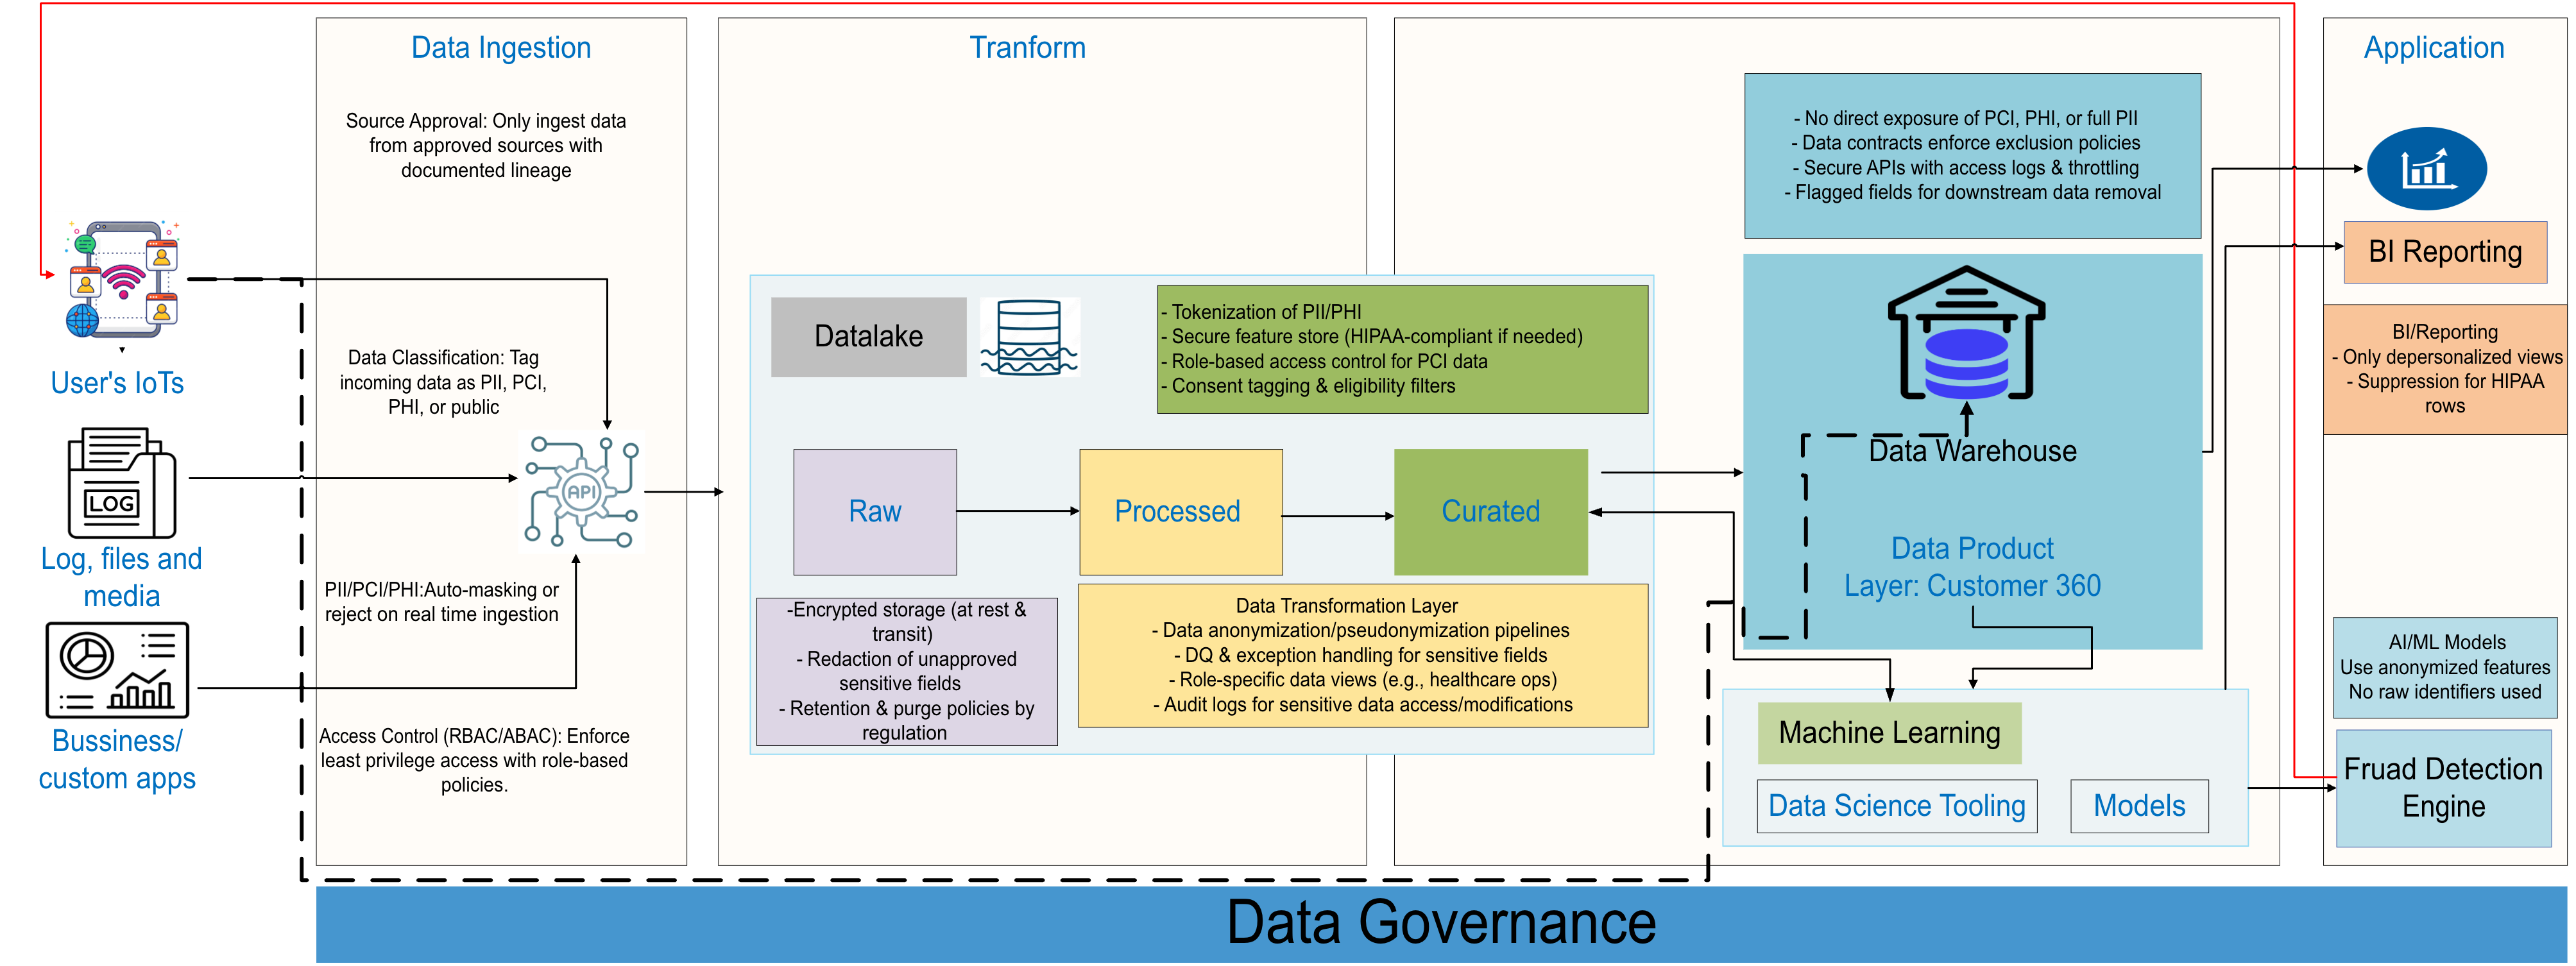 Data Ingestion
Source Approval: Only ingest data
from approved sources with
documented lineage
User's IoTs
Data Classification: Tag
incoming data as PII, PCI,
PHI, or public
LOG
Log, files and
media
API
PII/PCI/PHI:Auto-masking or
reject on real time ingestion
Bussiness/
custom apps
Access Control (RBAC/ABAC): Enforce
least privilege access with role-based
policies.
Tranform
Datalake
- Tokenization of PII/PHI
- Secure feature store (HIPAA-compliant if needed)
- Role-based access control for PCI data
- Consent tagging & eligibility filters
Raw
Processed
Curated
-Encrypted storage (at rest &
transit)
- Redaction of unapproved
sensitive fields
- Retention & purge policies by
regulation
Data Transformation Layer
- Data anonymization/pseudonymization pipelines
- DQ & exception handling for sensitive fields
- Role-specific data views (e.g., healthcare ops)
- Audit logs for sensitive data access/modifications
- No direct exposure of PCI, PHI, or full PII
- Data contracts enforce exclusion policies
- Secure APIs with access logs & throttling
- Flagged fields for downstream data removal
Data Warehouse
Data Product
Layer: Customer 360
Machine Learning
Data Science Tooling
Models
Application
BI Reporting
BI/Reporting
- Only depersonalized views
- Suppression for HIPAA
rows
AI/ML Models
Use anonymized features
No raw identifiers used
Fruad Detection
Engine
Data Governance